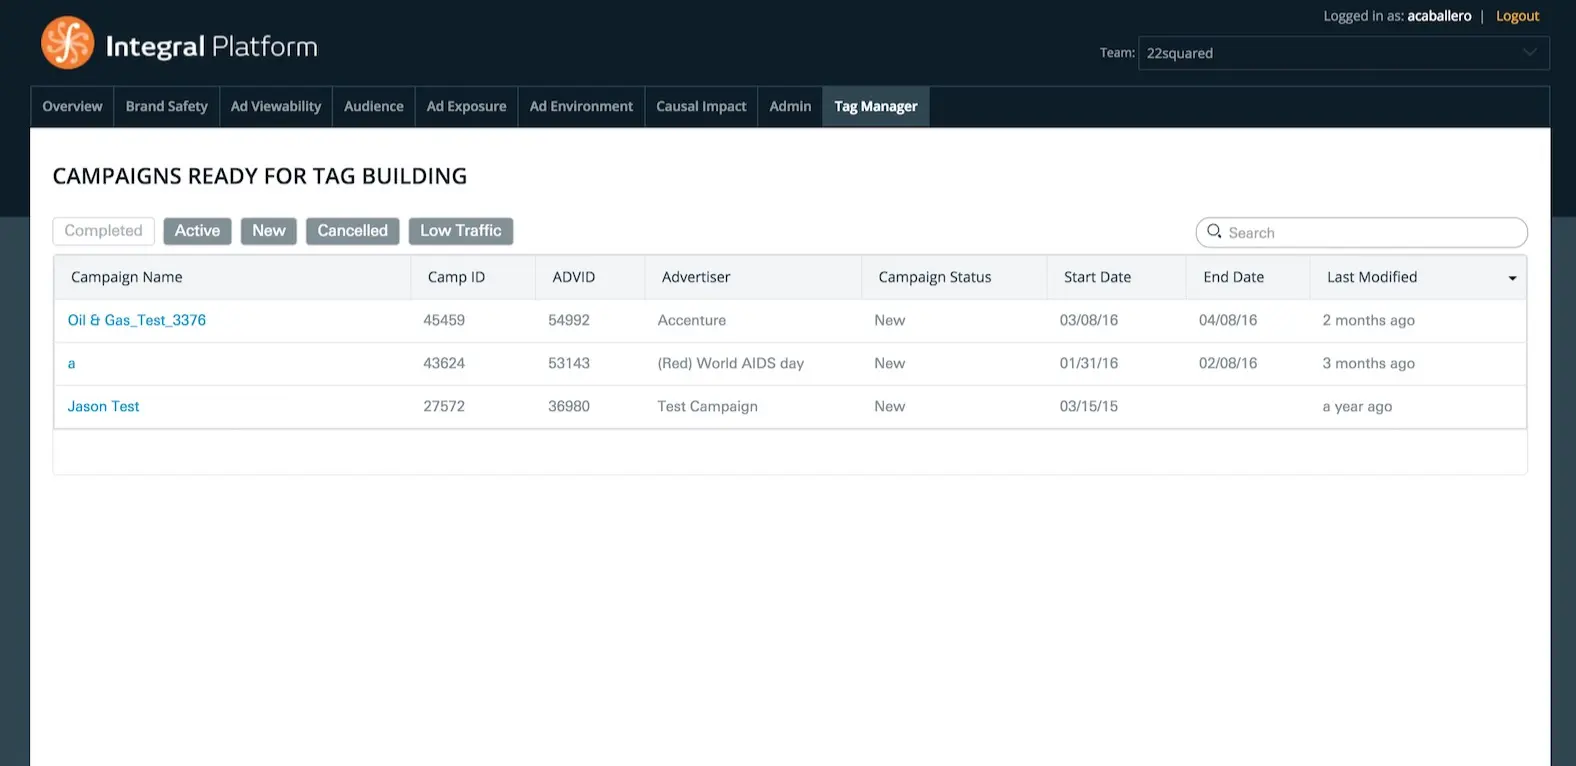 Logged in as: acaballero | Logout
Integral Platform
Team: 22squared
Overview Brand Safety Ad Viewability Audience Ad Exposure Ad Environment Causal Impact Admin Tag Manager
CAMPAIGNS READY FOR TAG BUILDING
Completed Active New Cancelled Low Traffic Search
Campaign Name Camp ID ADVID Advertiser Campaign Status Start Date End Date Last Modified
Oil & Gas_Test_3376 45459 54992 Accenture New 03/08/16 04/08/16 2 months ago
a 43624 53143 (Red) World AIDS day New 01/31/16 02/08/16 3 months ago
Jason Test 27572 36980 Test Campaign New 03/15/15 a year ago